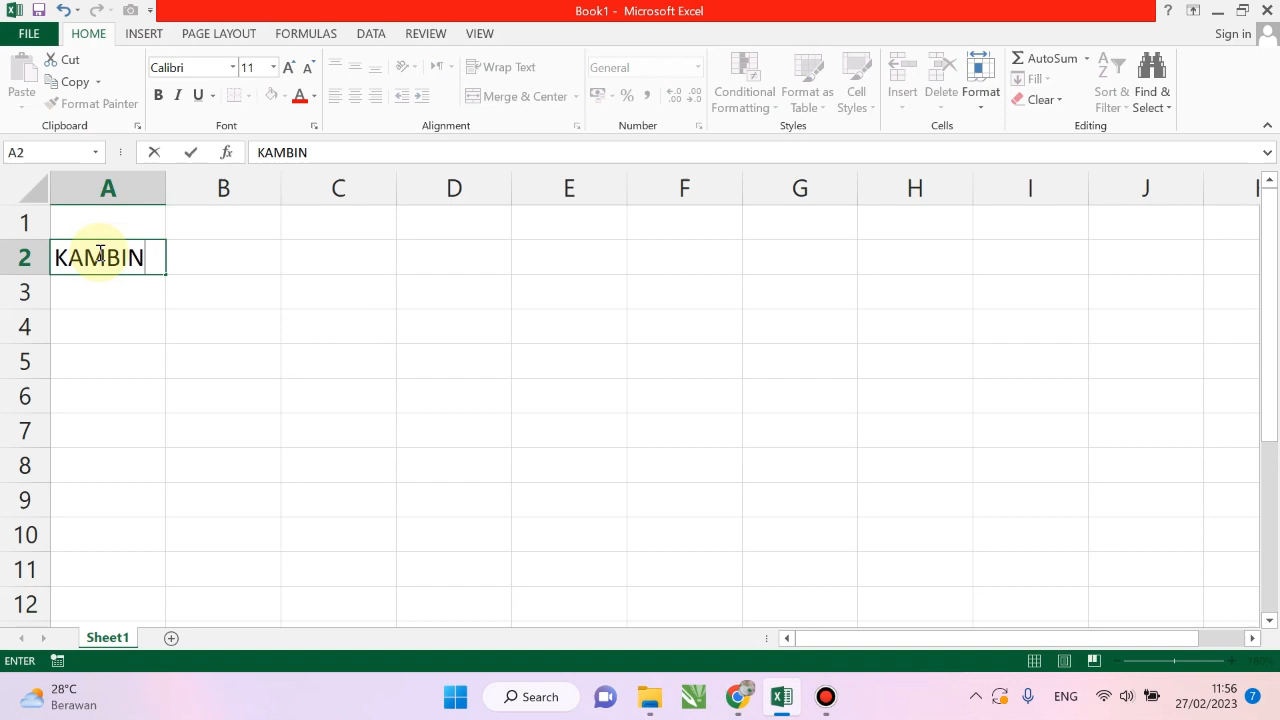 Book1 - Microsoft Excel
FILE HOME INSERT PAGE LAYOUT FORMULAS DATA REVIEW VIEW Sign in
Paste
Cut
Copy
Format Painter
Clipboard
Calibri 11
B I U
Font
Wrap Text
Merge & Center
Alignment
General
%
Number
Conditional Formatting
Format as Table
Cell Styles
Styles
Insert
Delete
Format
Cells
AutoSum
Fill
Clear
Sort & Filter
Find & Select
Editing
A2 fx KAMBIN
A B C D E F G H I J
1
2 KAMBIN
3
4
5
6
7
8
9
10
11
12
Sheet1
ENTER 180%
28°C
Berawan
Search
ENG
11:56
27/02/2023
7